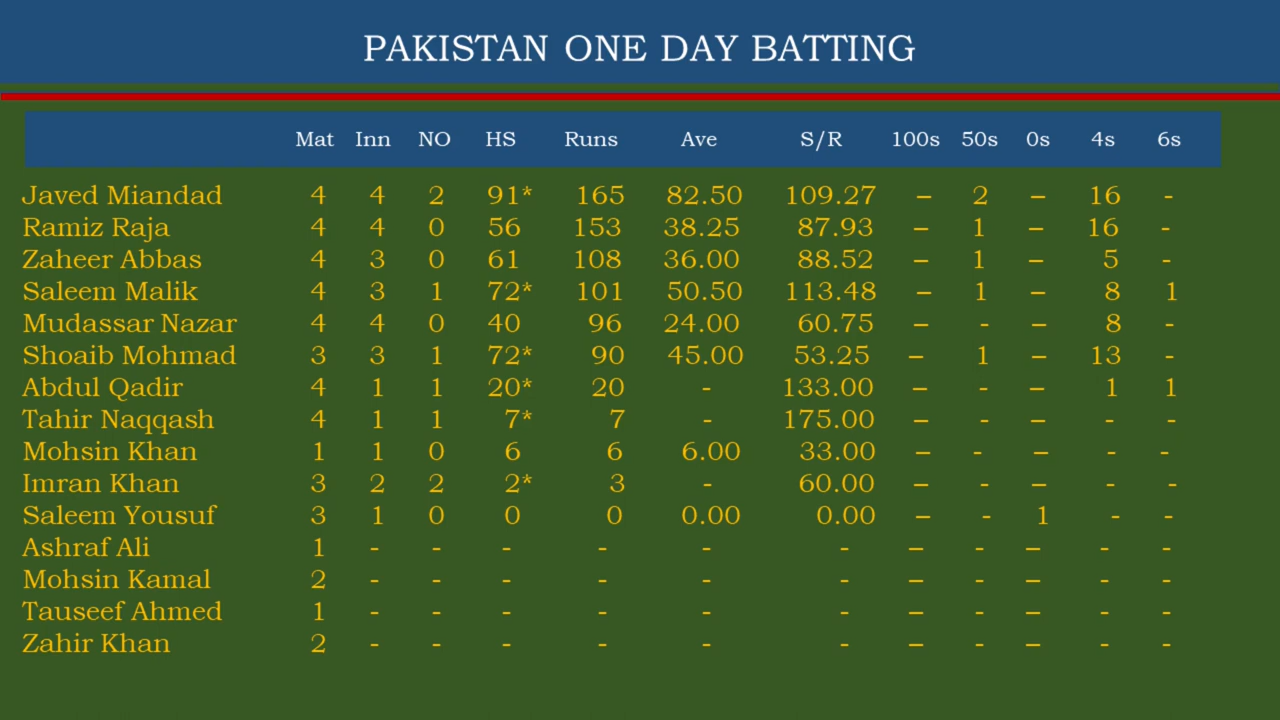 PAKISTAN ONE DAY BATTING
Mat Inn NO HS Runs Ave S/R 100s 50s 0s 4s 6s
Javed Miandad 4 4 2 91* 165 82.50 109.27 – 2 – 16 -
Ramiz Raja 4 4 0 56 153 38.25 87.93 – 1 – 16 -
Zaheer Abbas 4 3 0 61 108 36.00 88.52 – 1 – 5 -
Saleem Malik 4 3 1 72* 101 50.50 113.48 – 1 – 8 1
Mudassar Nazar 4 4 0 40 96 24.00 60.75 – - – 8 -
Shoaib Mohmad 3 3 1 72* 90 45.00 53.25 – 1 – 13 -
Abdul Qadir 4 1 1 20* 20 - 133.00 – - – 1 1
Tahir Naqqash 4 1 1 7* 7 - 175.00 – - – - -
Mohsin Khan 1 1 0 6 6 6.00 33.00 – - – - -
Imran Khan 3 2 2 2* 3 - 60.00 – - – - -
Saleem Yousuf 3 1 0 0 0 0.00 0.00 – - 1 - -
Ashraf Ali 1 - - - - - - – - – - -
Mohsin Kamal 2 - - - - - - – - – - -
Tauseef Ahmed 1 - - - - - - – - – - -
Zahir Khan 2 - - - - - - – - – - -